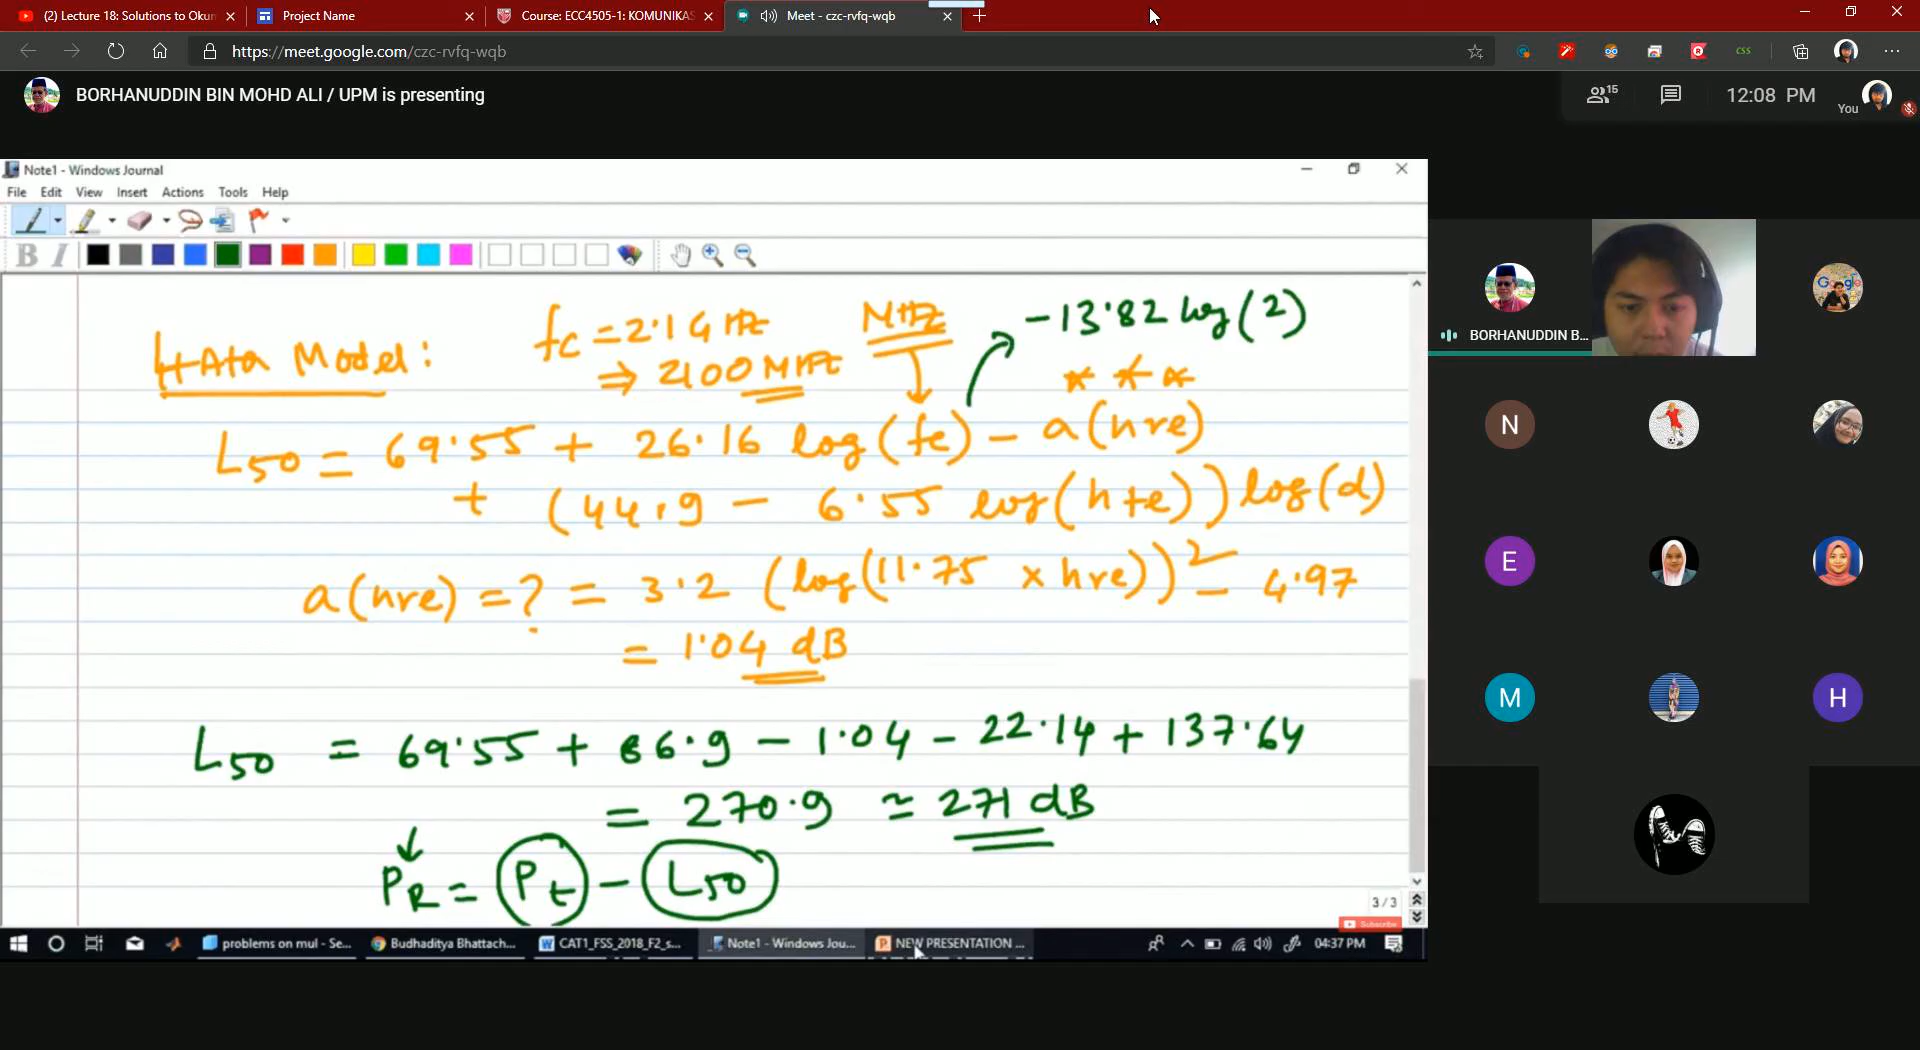 (2) Lecture 18: Solutions to Okun
Project Name
Course: ECC4505-1: KOMUNIKAS
Meet - czc-rvfq-wqb
https://meet.google.com/czc-rvfq-wqb
css
BORHANUDDIN BIN MOHD ALI / UPM is presenting
15
12:08 PM
You
Note1 - Windows Journal
File Edit View Insert Actions Tools Help
B I
HAta Model:
fc = 2.1 GHz
MHz
-13.82 log(2)
⇒ 2100 MHz
L50 = 69.55 + 26.16 log(fc) - a(hre)
+ (44.9 - 6.55 log(hte)) log(d)
a(hre) = ? = 3.2 (log(11.75 x hre))² - 4.97
= 1.04 dB
L50 = 69.55 + 86.9 - 1.04 - 22.14 + 137.64
= 270.9 ≃ 271 dB
PR = Pt - L50
3 / 3
Subscribe
problems on mul - Se...
Budhaditya Bhattach...
CAT1_FSS_2018_F2_s...
Note1 - Windows Jou...
NEW PRESENTATION ...
04:37 PM
BORHANUDDIN B...
Google
N
E
M
H